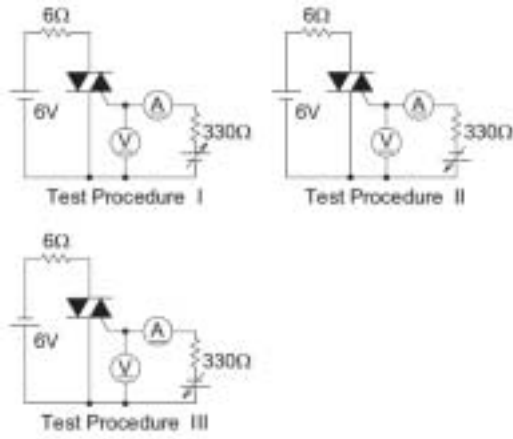 6Ω
6V
A
V
330Ω
Test Procedure I
6Ω
6V
A
V
330Ω
Test Procedure II
6Ω
6V
A
V
330Ω
Test Procedure III